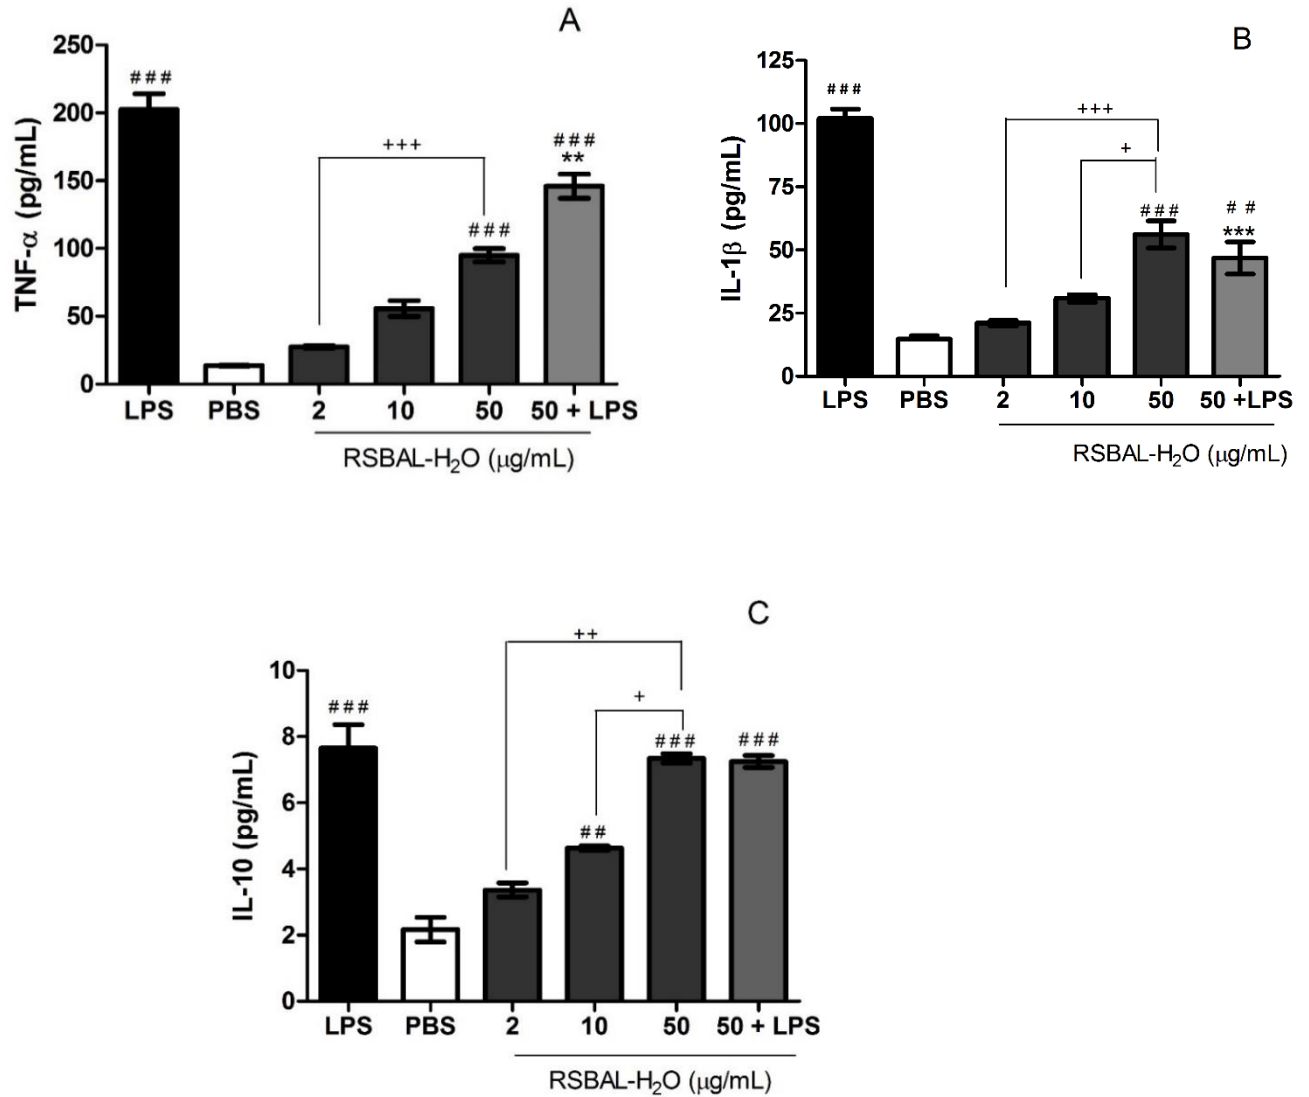 A
TNF-α (pg/mL)
250
200
150
100
50
0
###
+++
###
###
**
LPS PBS 2 10 50 50 + LPS
RSBAL-H₂O (μg/mL)
B
IL-1β (pg/mL)
125
100
75
50
25
0
###
+++
+
###
# #
***
LPS PBS 2 10 50 50 +LPS
RSBAL-H₂O (μg/mL)
C
IL-10 (pg/mL)
10
8
6
4
2
0
###
++
+
##
###
###
LPS PBS 2 10 50 50 + LPS
RSBAL-H₂O (μg/mL)